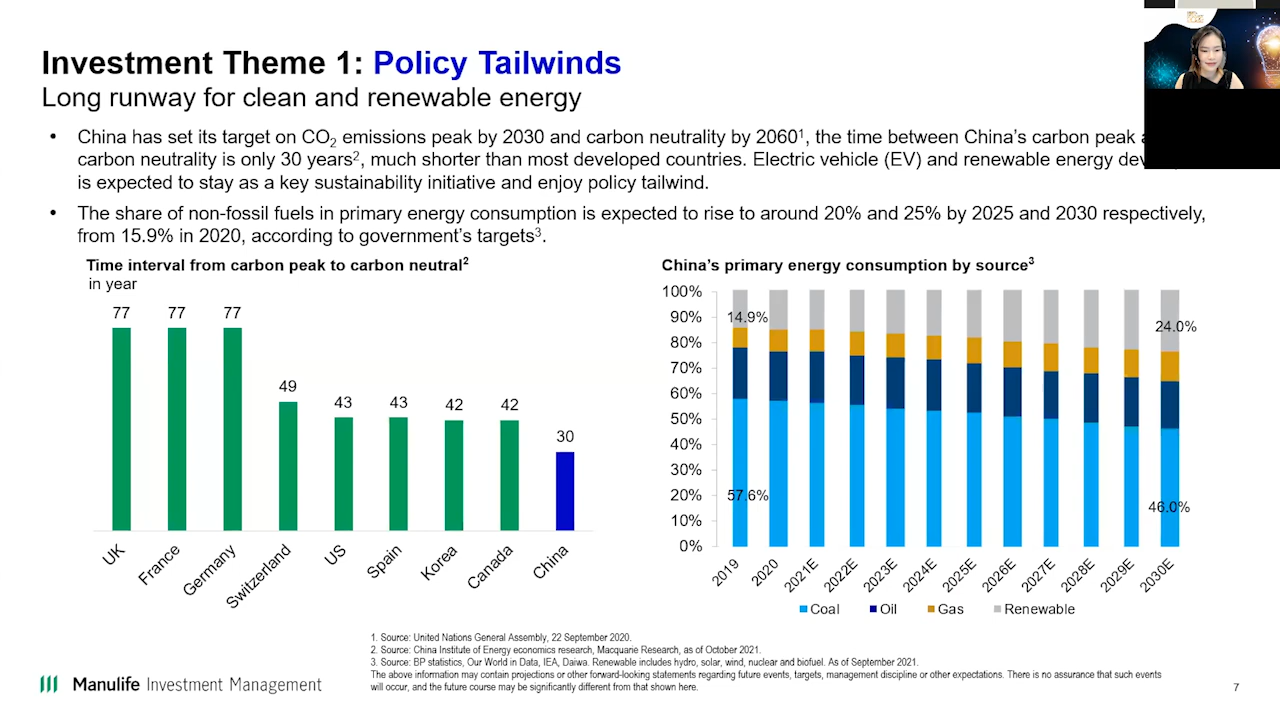 Investment Theme 1: Policy Tailwinds
Long runway for clean and renewable energy
• China has set its target on CO2 emissions peak by 2030 and carbon neutrality by 2060¹, the time between China's carbon peak
carbon neutrality is only 30 years², much shorter than most developed countries. Electric vehicle (EV) and renewable energy
is expected to stay as a key sustainability initiative and enjoy policy tailwind.
• The share of non-fossil fuels in primary energy consumption is expected to rise to around 20% and 25% by 2025 and 2030 respectively,
from 15.9% in 2020, according to government's targets³.
Time interval from carbon peak to carbon neutral²
in year
77
77
77
49
43
43
42
42
30
UK
France
Germany
Switzerland
US
Spain
Korea
Canada
China
China's primary energy consumption by source³
100%
90%
80%
70%
60%
50%
40%
30%
20%
10%
0%
14.9%
57.6%
24.0%
46.0%
2019
2020
2021E
2022E
2023E
2024E
2025E
2026E
2027E
2028E
2029E
2030E
Coal
Oil
Gas
Renewable
1. Source: United Nations General Assembly, 22 September 2020.
2. Source: China Institute of Energy economics research, Macquarie Research, as of October 2021.
3. Source: BP statistics, Our World in Data, IEA, Daiwa. Renewable includes hydro, solar, wind, nuclear and biofuel. As of September 2021.
The above information may contain projections or other forward-looking statements regarding future events, targets, management discipline or other expectations. There is no assurance that such events
will occur, and the future course may be significantly different from that shown here.
Manulife Investment Management
7